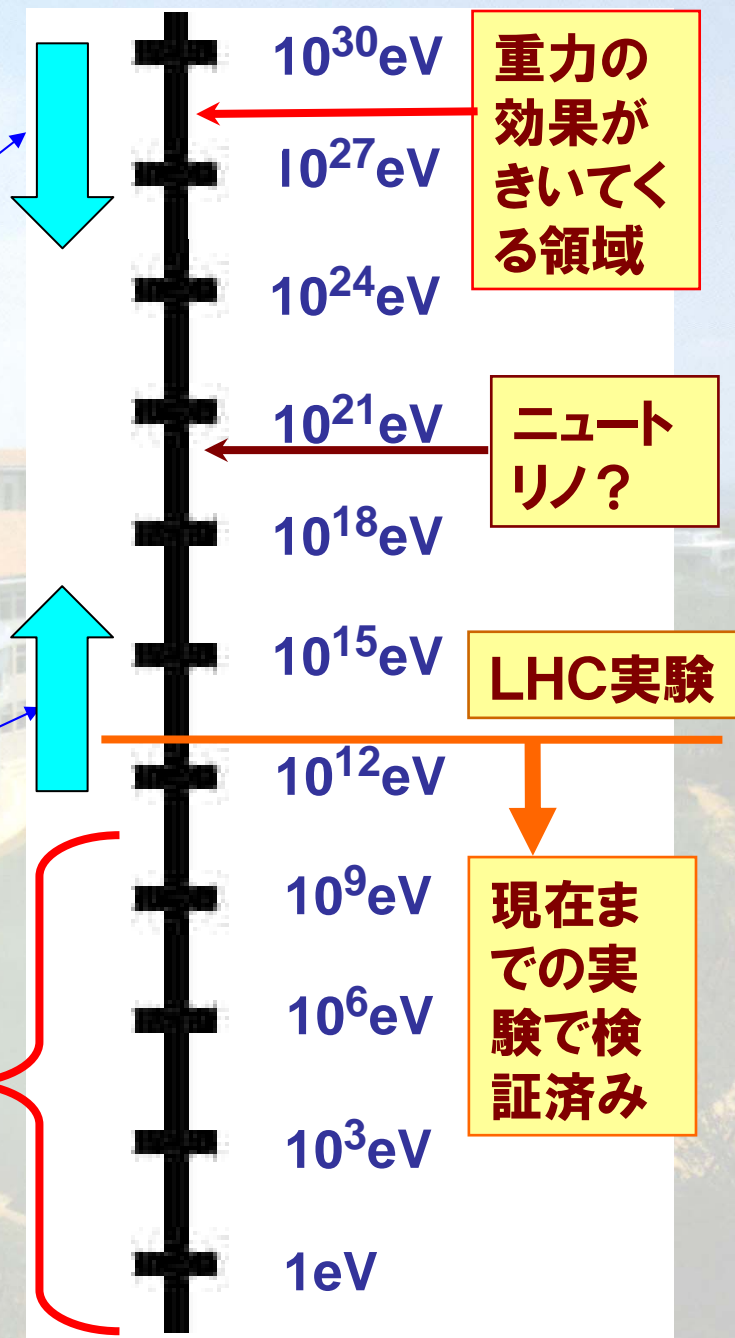 10³⁰eV
重力の
効果が
きいてく
る領域
10²⁷eV
10²⁴eV
10²¹eV
ニュート
リノ？
10¹⁸eV
10¹⁵eV
LHC実験
10¹²eV
10⁹eV
現在ま
での実
験で検
証済み
10⁶eV
10³eV
1eV